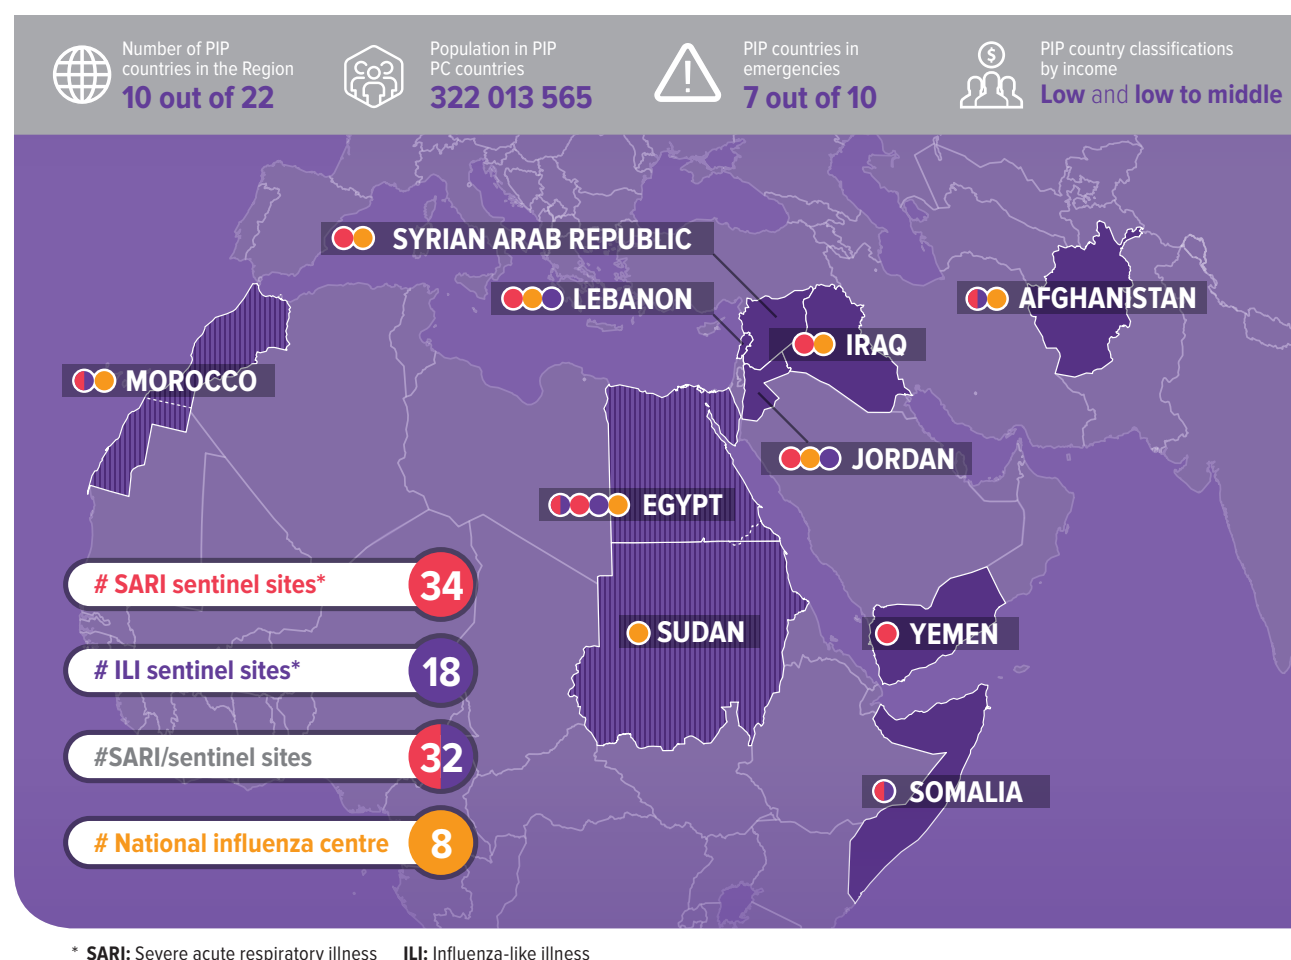 Number of PIP
countries in the Region
10 out of 22
Population in PIP
PC countries
322 013 565
PIP countries in
emergencies
7 out of 10
$
PIP country classifications
by income
Low and low to middle
SYRIAN ARAB REPUBLIC
LEBANON
AFGHANISTAN
IRAQ
MOROCCO
JORDAN
EGYPT
# SARI sentinel sites* 34
SUDAN
YEMEN
# ILI sentinel sites* 18
#SARI/sentinel sites 32
SOMALIA
# National influenza centre 8
* SARI: Severe acute respiratory illness ILI: Influenza-like illness